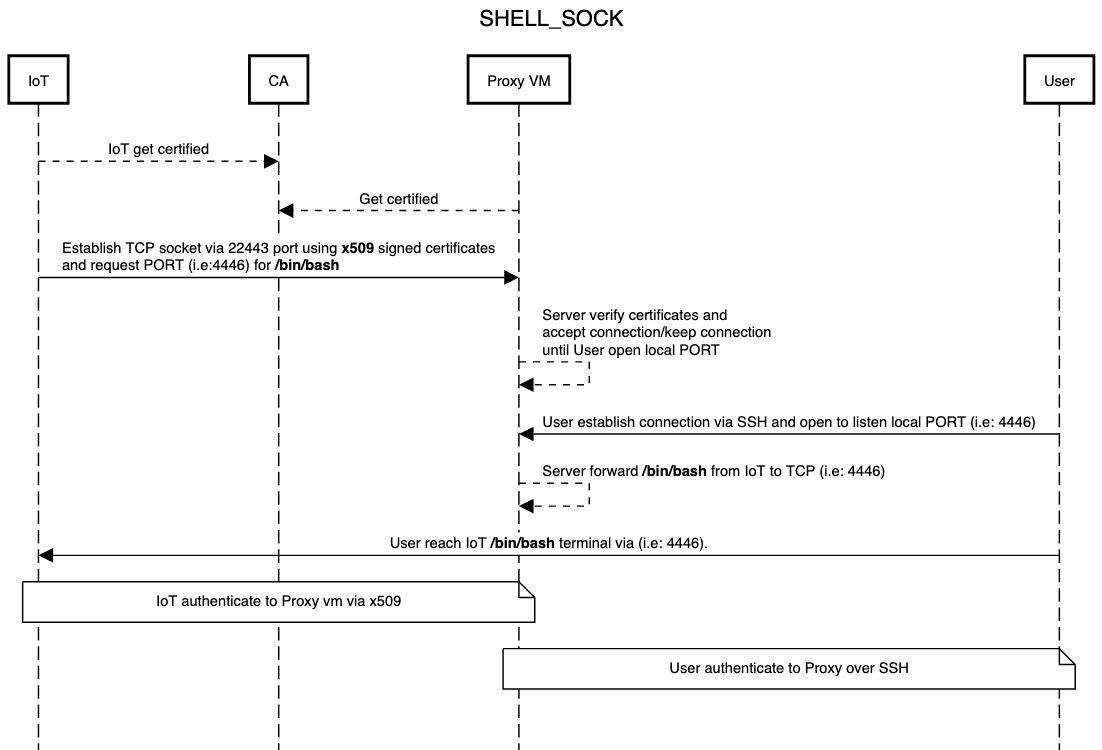 SHELL_SOCK
IoT
CA
Proxy VM
User
IoT get certified
Get certified
Establish TCP socket via 22443 port using x509 signed certificates
and request PORT (i.e:4446) for /bin/bash
Server verify certificates and
accept connection/keep connection
until User open local PORT
User establish connection via SSH and open to listen local PORT (i.e: 4446)
Server forward /bin/bash from IoT to TCP (i.e: 4446)
User reach IoT /bin/bash terminal via (i.e: 4446).
IoT authenticate to Proxy vm via x509
User authenticate to Proxy over SSH